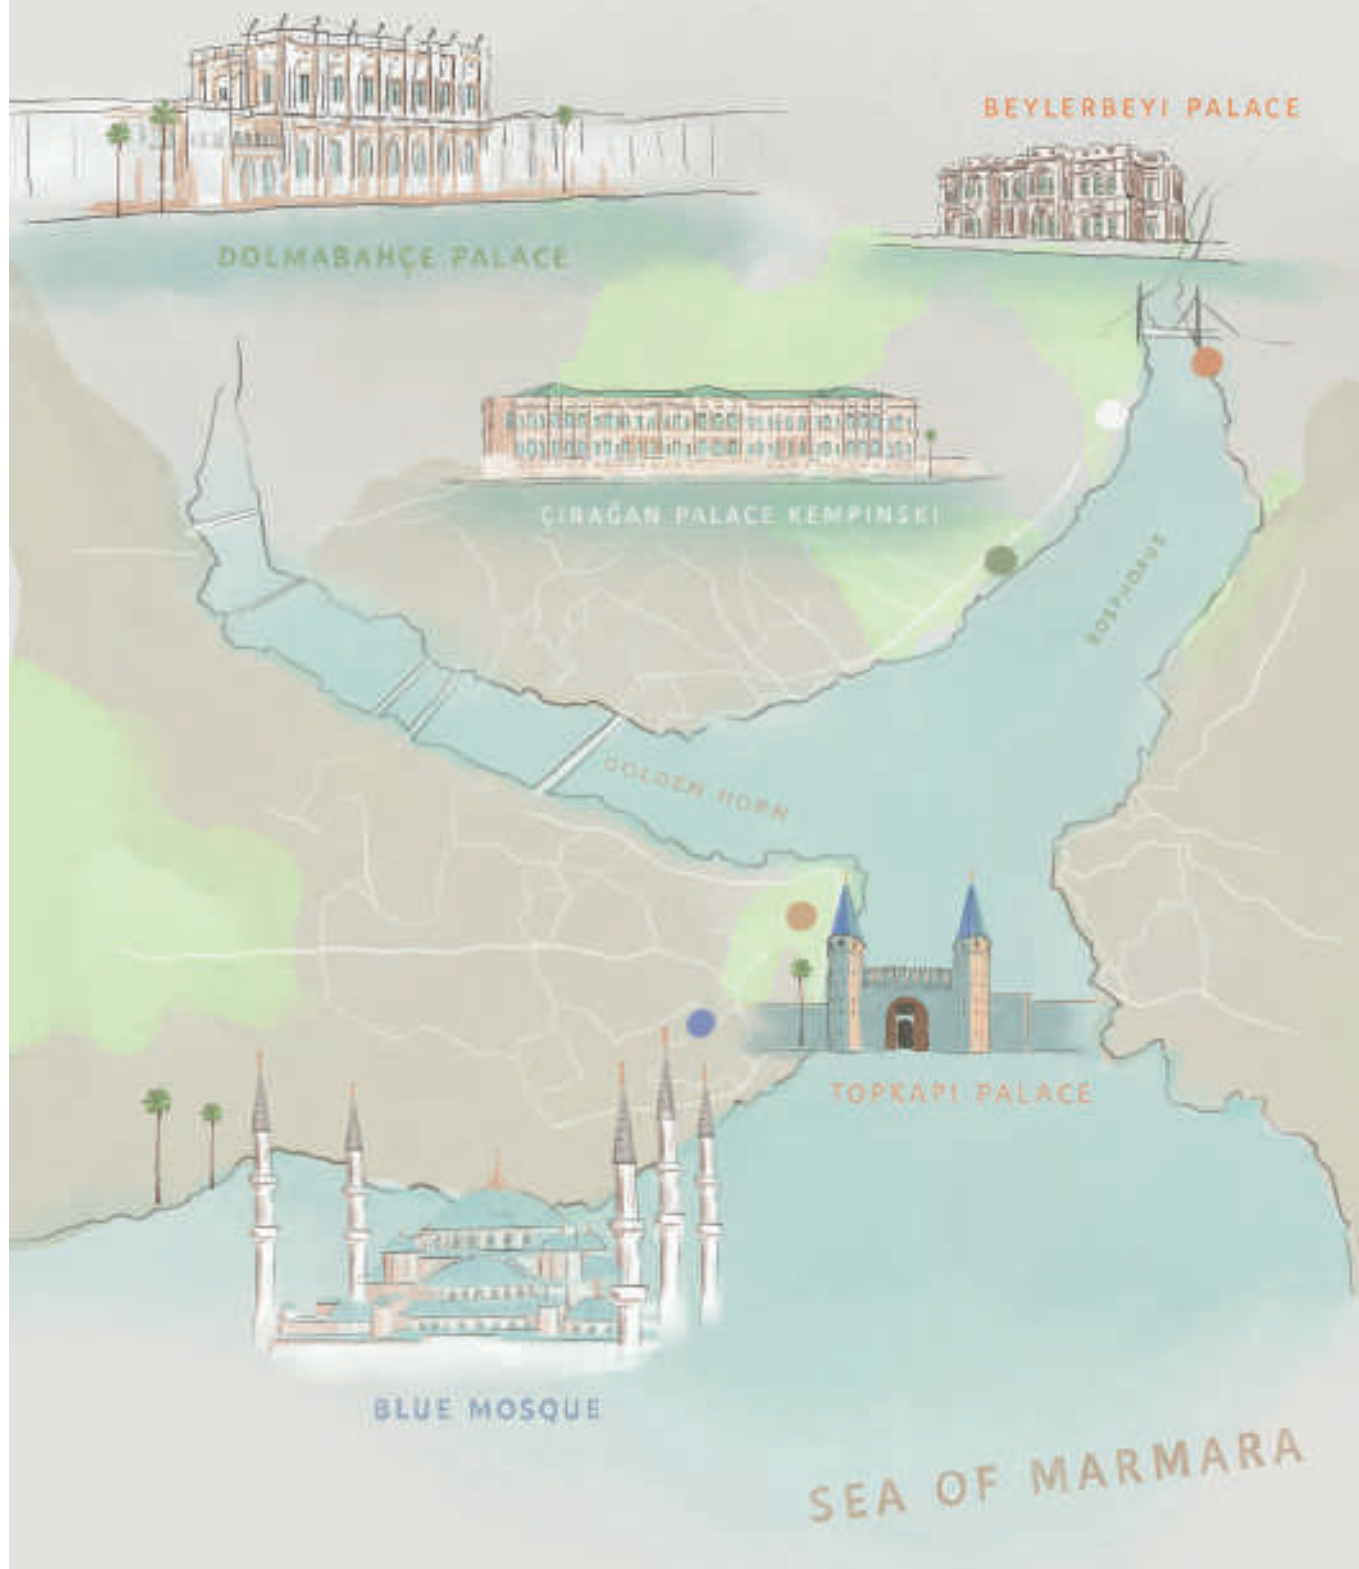 BEYLERBEYI PALACE
DOLMABAHÇE PALACE
ÇIRAĞAN PALACE KEMPINSKI
BOSPHORUS
GOLDEN HORN
TOPKAPI PALACE
BLUE MOSQUE
SEA OF MARMARA